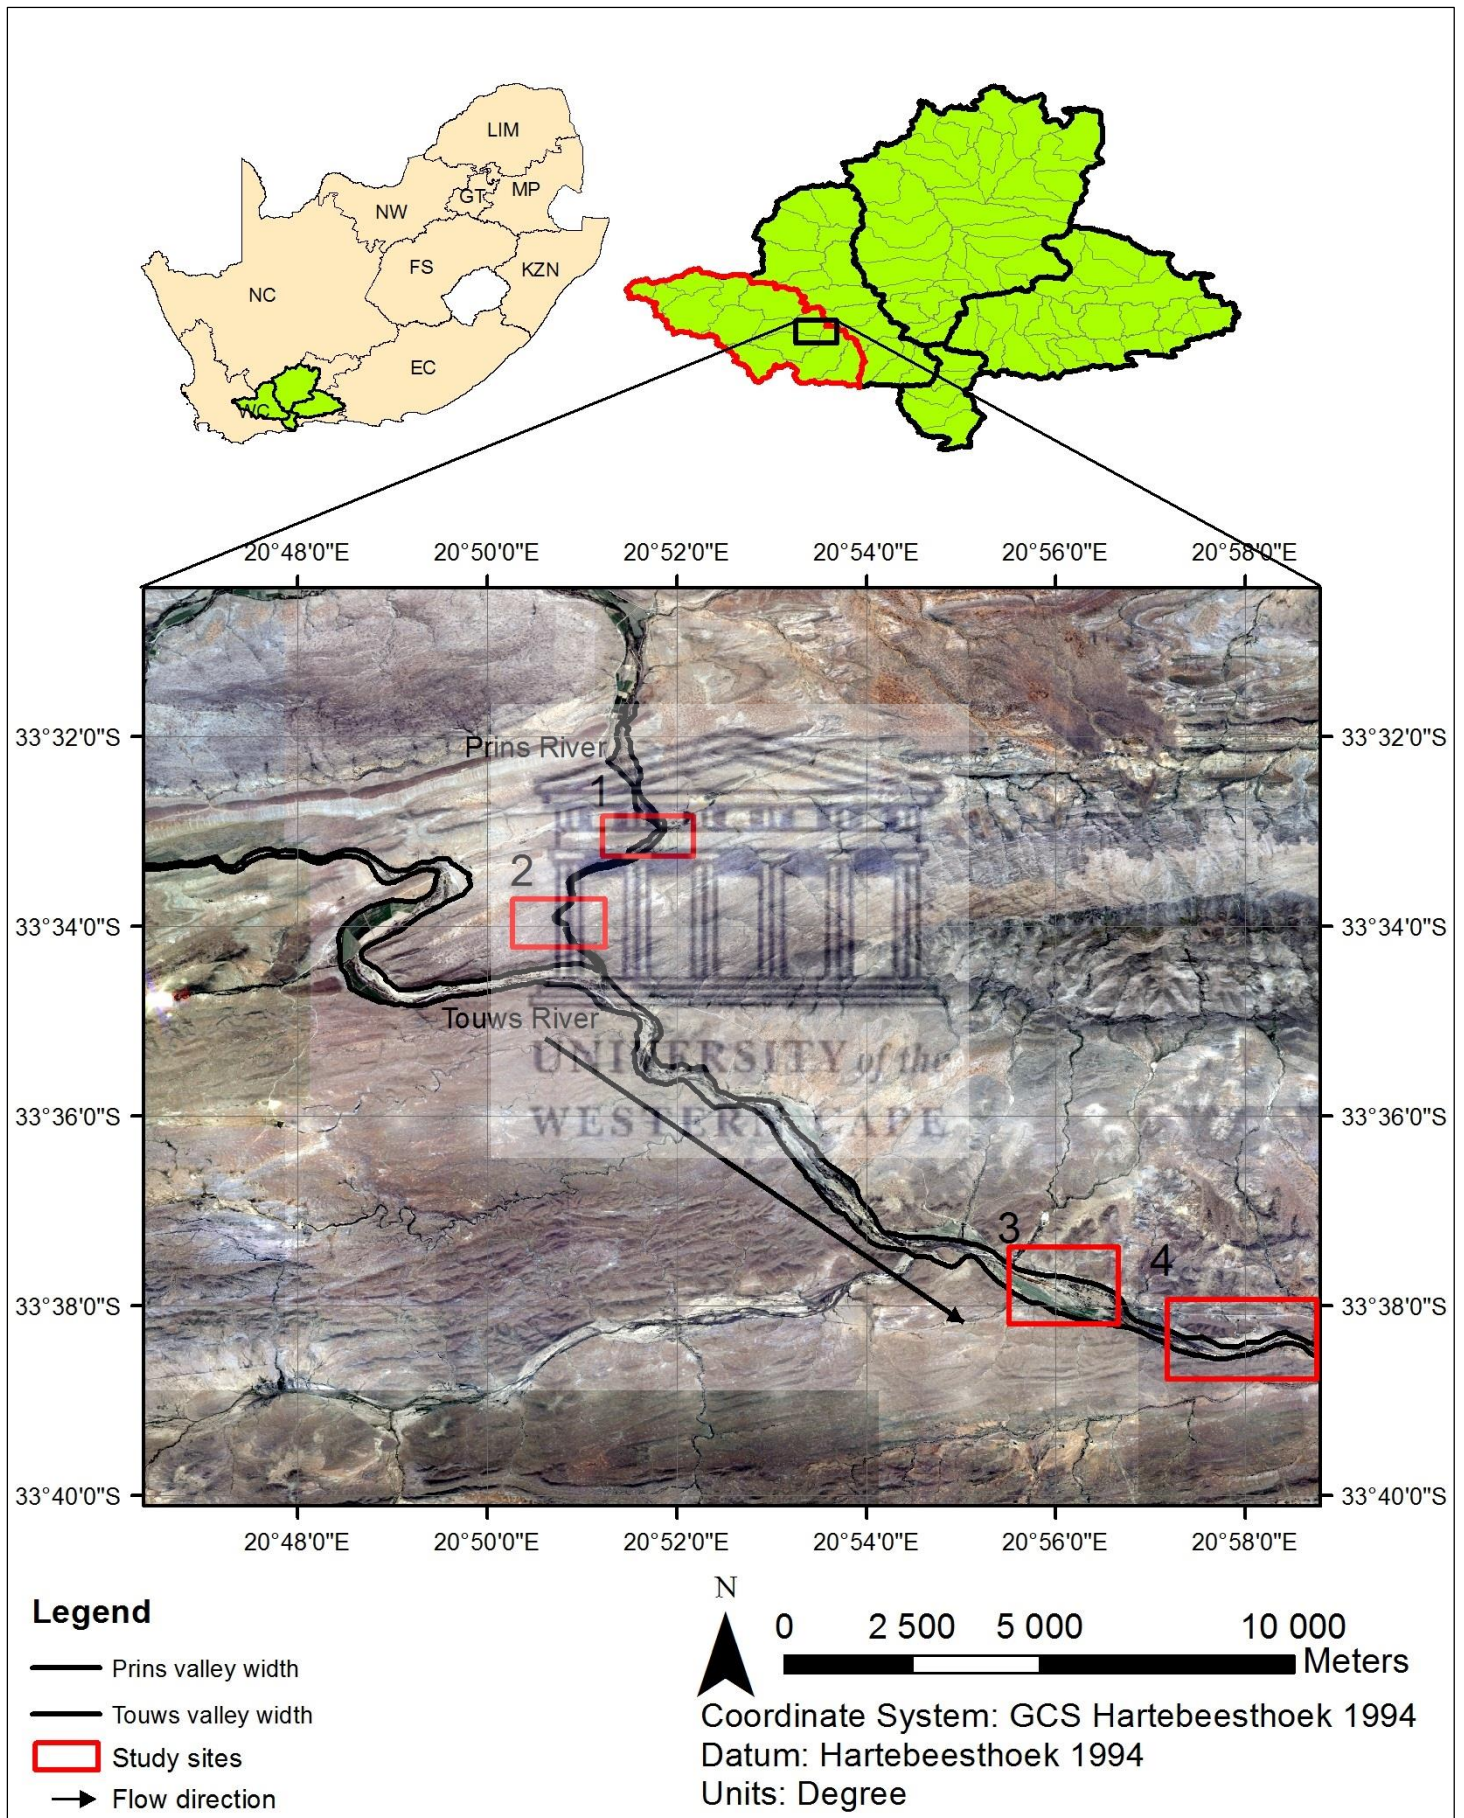 LIM
NW
GT
MP
NC
FS
KZN
EC
WC
20°48'0"E 20°50'0"E 20°52'0"E 20°54'0"E 20°56'0"E 20°58'0"E
33°32'0"S 33°32'0"S
Prins River
1
2
33°34'0"S 33°34'0"S
Touws River
UNIVERSITY of the
WESTERN CAPE
33°36'0"S 33°36'0"S
3
4
33°38'0"S 33°38'0"S
33°40'0"S 33°40'0"S
20°48'0"E 20°50'0"E 20°52'0"E 20°54'0"E 20°56'0"E 20°58'0"E
Legend
Prins valley width
Touws valley width
Study sites
Flow direction
N
0 2 500 5 000 10 000
Meters
Coordinate System: GCS Hartebeesthoek 1994
Datum: Hartebeesthoek 1994
Units: Degree